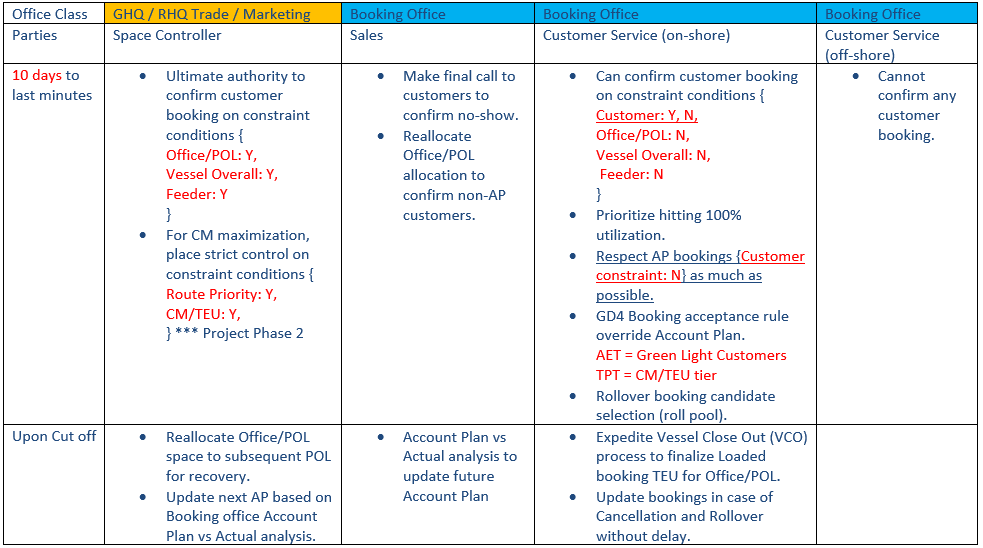 Office Class
GHQ / RHQ Trade / Marketing
Booking Office
Booking Office
Booking Office
Parties
Space Controller
Sales
Customer Service (on-shore)
Customer Service
(off-shore)
10 days to
last minutes
• Ultimate authority to
confirm customer
booking on constraint
conditions {
Office/POL: Y,
Vessel Overall: Y,
Feeder: Y
}
• For CM maximization,
place strict control on
constraint conditions {
Route Priority: Y,
CM/TEU: Y,
} *** Project Phase 2
• Make final call to
customers to
confirm no-show.
• Reallocate
Office/POL
allocation to
confirm non-AP
customers.
• Can confirm customer booking
on constraint conditions {
Customer: Y, N,
Office/POL: N,
Vessel Overall: N,
Feeder: N
}
• Prioritize hitting 100%
utilization.
• Respect AP bookings {Customer
constraint: N} as much as
possible.
• GD4 Booking acceptance rule
override Account Plan.
AET = Green Light Customers
TPT = CM/TEU tier
• Rollover booking candidate
selection (roll pool).
• Cannot
confirm any
customer
booking.
Upon Cut off
• Reallocate Office/POL
space to subsequent POL
for recovery.
• Update next AP based on
Booking office Account
Plan vs Actual analysis.
• Account Plan vs
Actual analysis to
update future
Account Plan
• Expedite Vessel Close Out (VCO)
process to finalize Loaded
booking TEU for Office/POL.
• Update bookings in case of
Cancellation and Rollover
without delay.